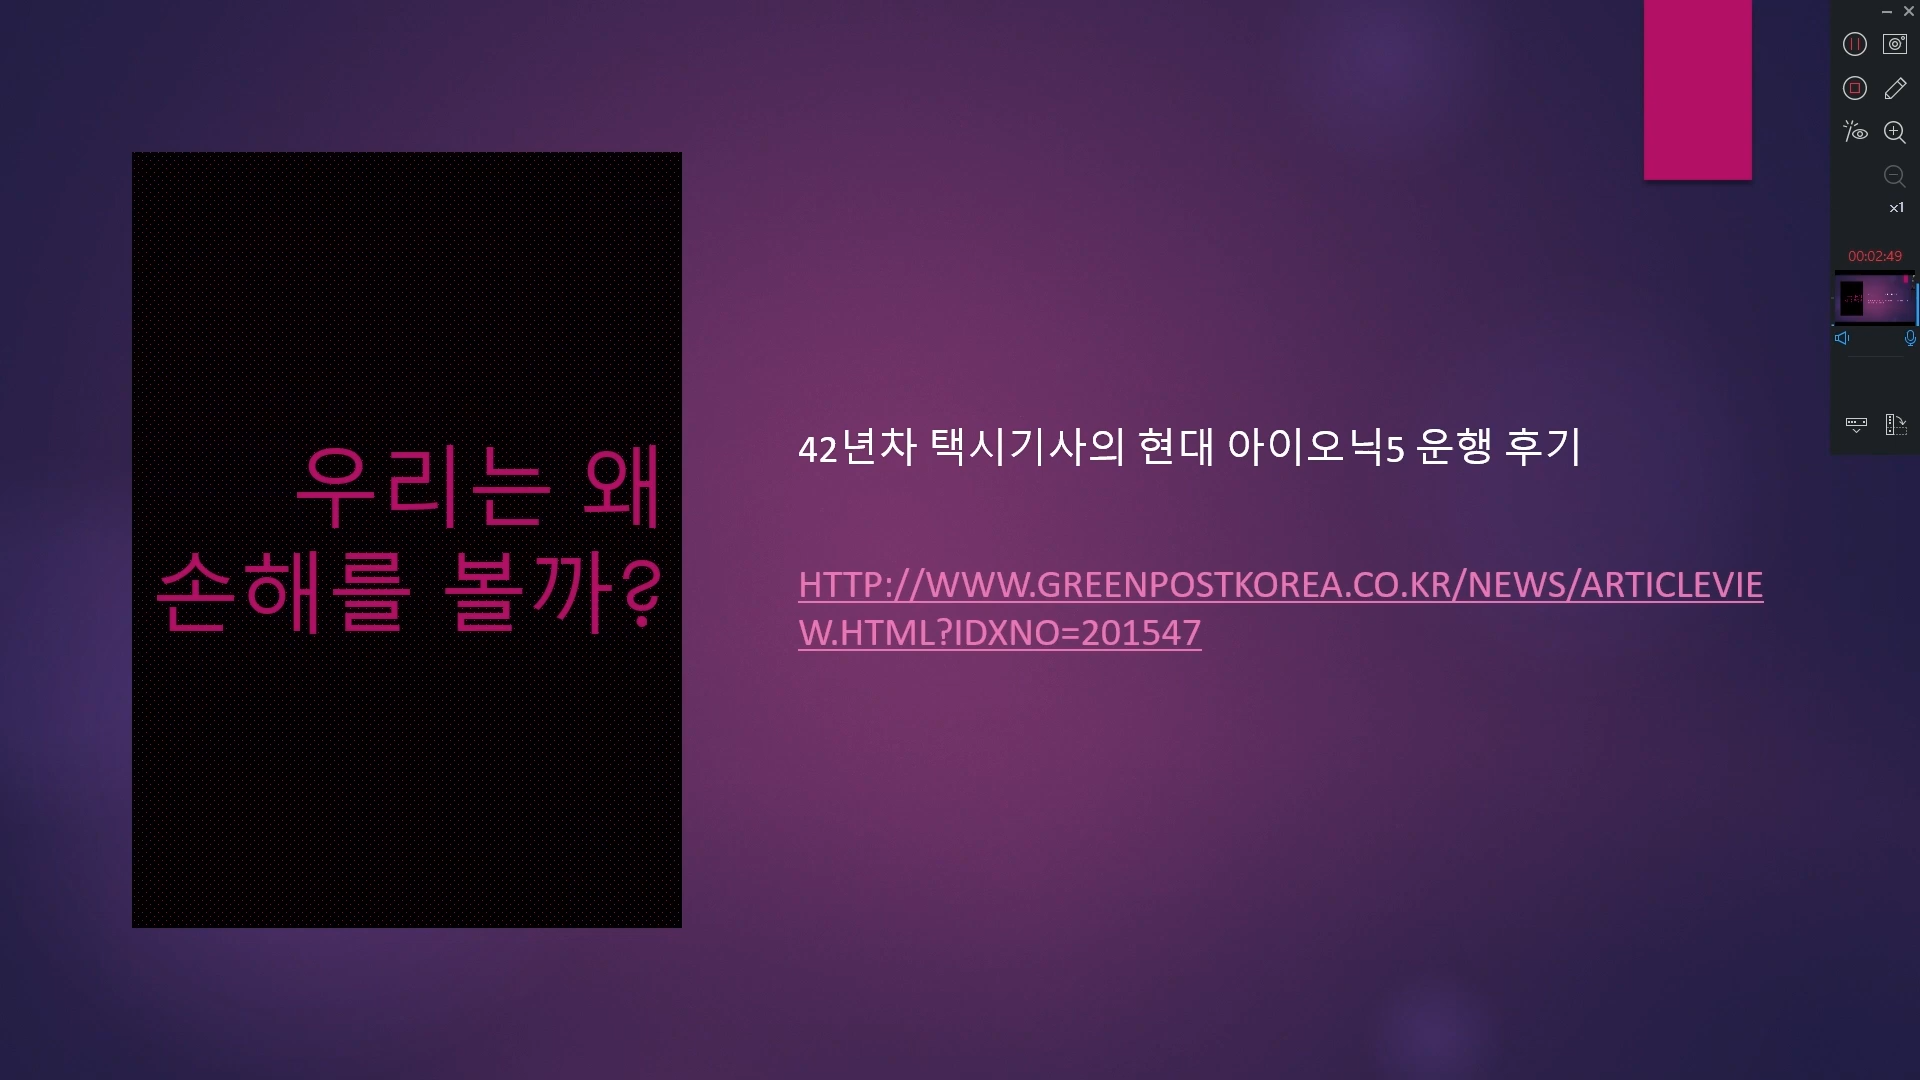 우리는 왜
손해를 볼까?
42년차 택시기사의 현대 아이오닉5 운행 후기
HTTP://WWW.GREENPOSTKOREA.CO.KR/NEWS/ARTICLEVIE
W.HTML?IDXNO=201547
x1
00:02:49